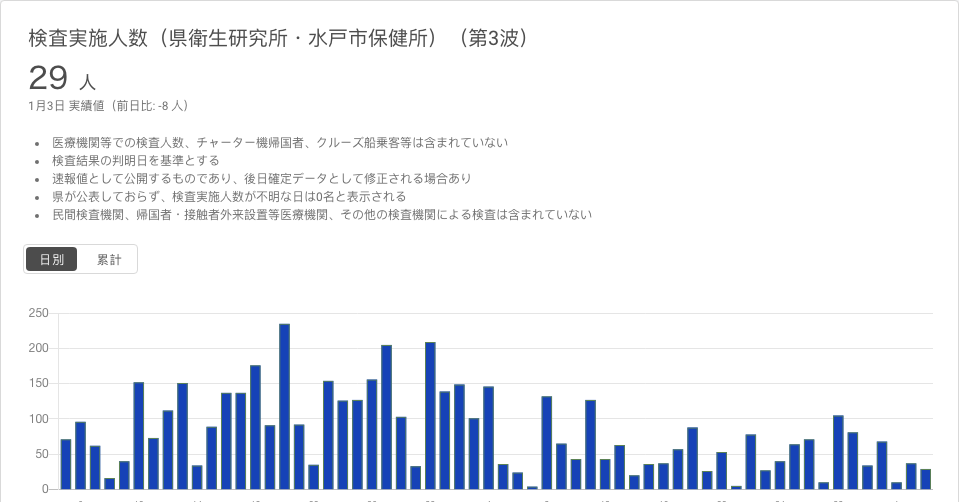 検査実施人数（県衛生研究所・水戸市保健所）（第3波）
29 人
1月3日 実績値（前日比: -8 人）
医療機関等での検査人数、チャーター機帰国者、クルーズ船乗客等は含まれていない
検査結果の判明日を基準とする
速報値として公開するものであり、後日確定データとして修正される場合あり
県が公表しておらず、検査実施人数が不明な日は0名と表示される
民間検査機関、帰国者・接触者外来設置等医療機関、その他の検査機関による検査は含まれていない
日別 累計
250
200
150
100
50
0